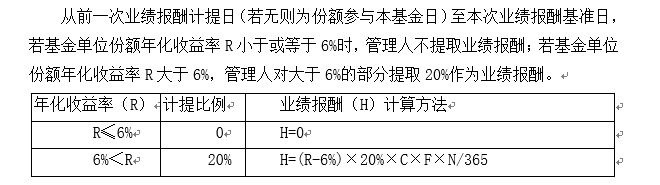 从前一次业绩报酬计提日(若无则为份额参与本基金日)至本次业绩报酬基准日,
若基金单位份额年化收益率R小于或等于6%时,管理人不提取业绩报酬;若基金单位
份额年化收益率R大于6%,管理人对大于6%的部分提取20%作为业绩报酬。
年化收益率(R) 计提比例 业绩报酬(H)计算方法
R≤6% 0 H=0
6%<R 20% H=(R-6%)×20%×C×F×N/365